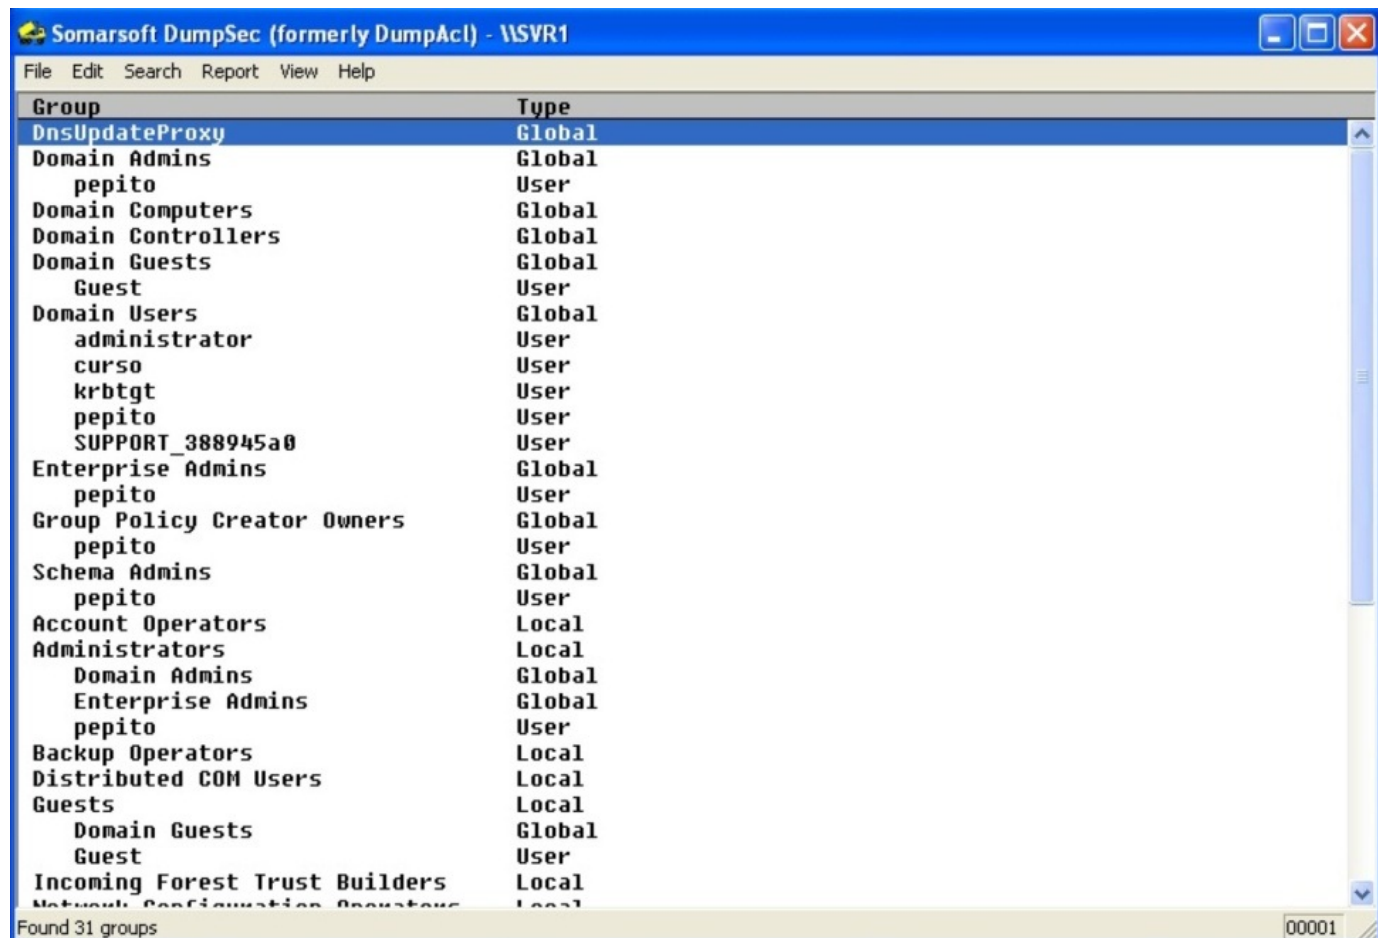 Somarsoft DumpSec (formerly DumpAcl) - \\SVR1
File Edit Search Report View Help
Group Type
DnsUpdateProxy Global
Domain Admins Global
pepito User
Domain Computers Global
Domain Controllers Global
Domain Guests Global
Guest User
Domain Users Global
administrator User
curso User
krbtgt User
pepito User
SUPPORT_388945a0 User
Enterprise Admins Global
pepito User
Group Policy Creator Owners Global
pepito User
Schema Admins Global
pepito User
Account Operators Local
Administrators Local
Domain Admins Global
Enterprise Admins Global
pepito User
Backup Operators Local
Distributed COM Users Local
Guests Local
Domain Guests Global
Guest User
Incoming Forest Trust Builders Local
Network Configuration Operators Local
Found 31 groups 00001